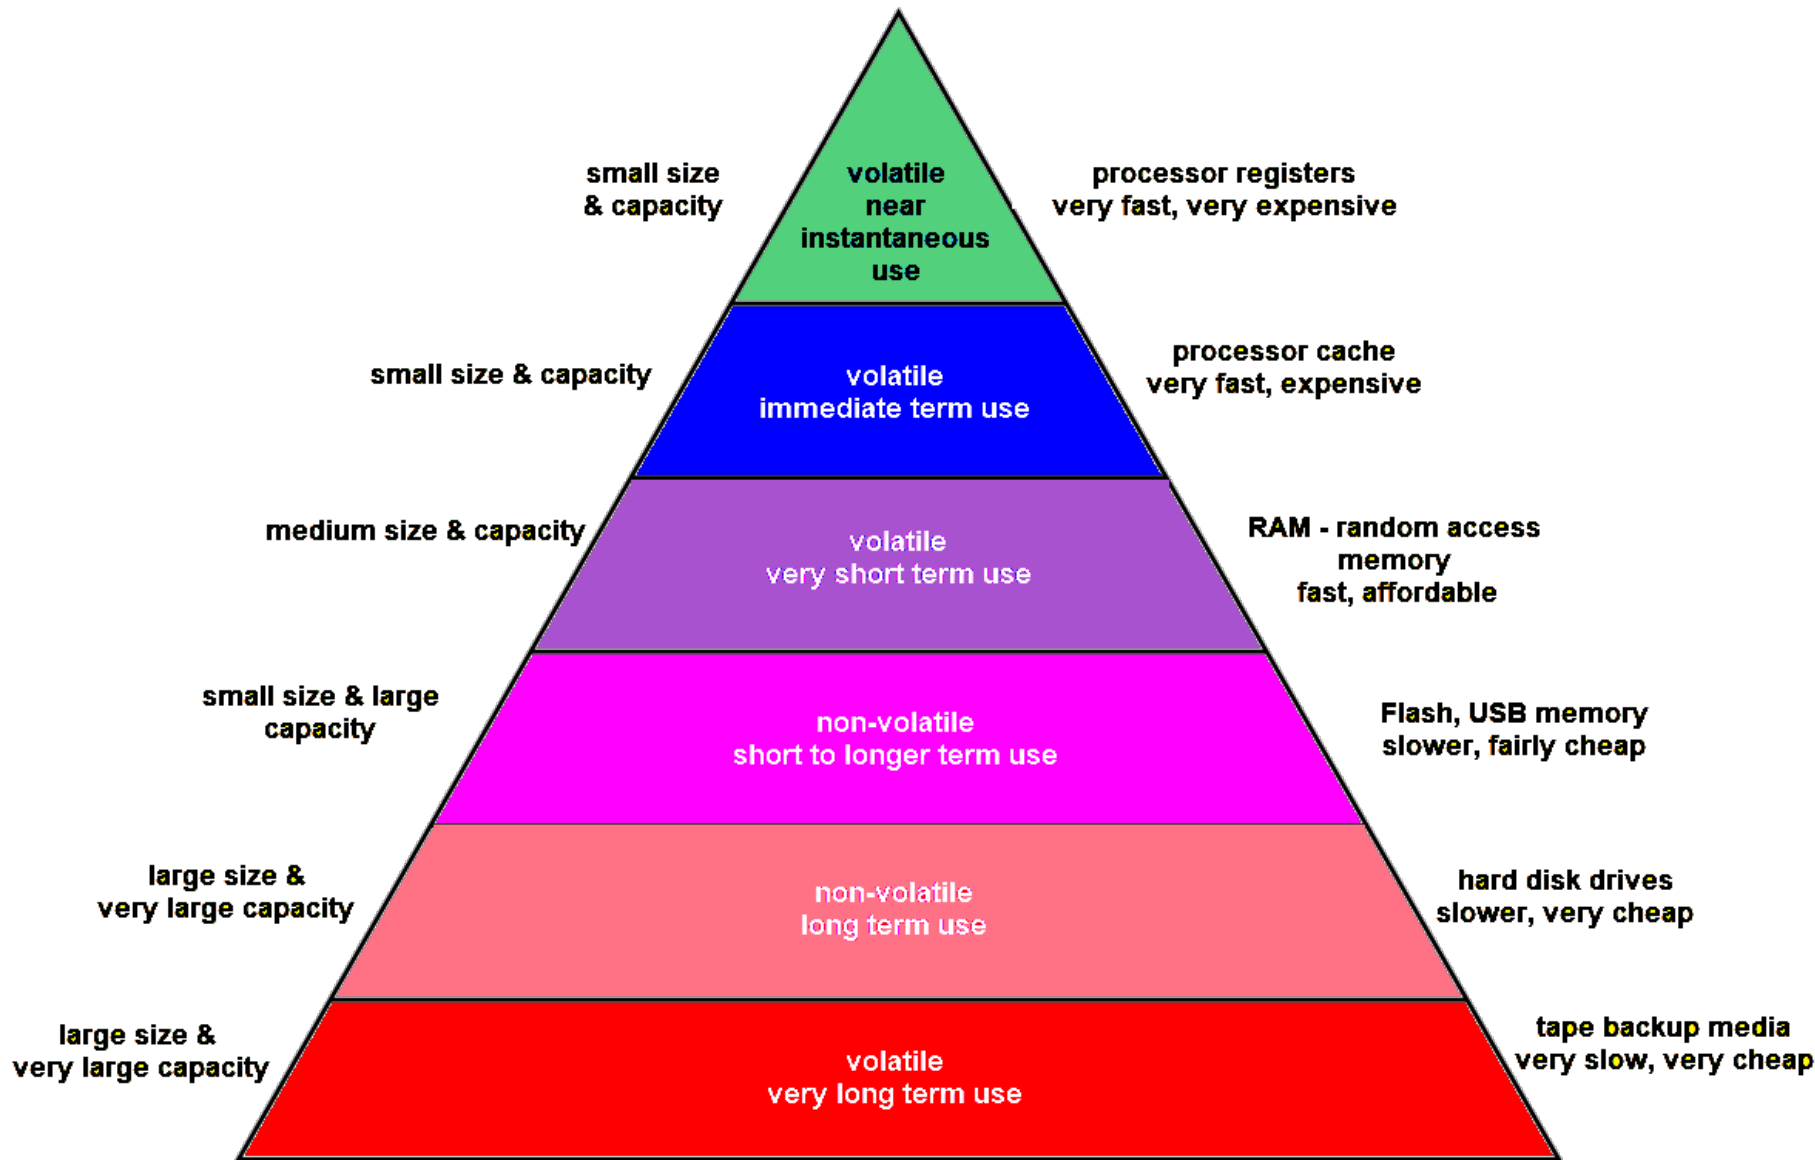 small size
& capacity
volatile
near
instantaneous
use
processor registers
very fast, very expensive
small size & capacity
volatile
immediate term use
processor cache
very fast, expensive
medium size & capacity
volatile
very short term use
RAM - random access
memory
fast, affordable
small size & large
capacity
non-volatile
short to longer term use
Flash, USB memory
slower, fairly cheap
large size &
very large capacity
non-volatile
long term use
hard disk drives
slower, very cheap
large size &
very large capacity
volatile
very long term use
tape backup media
very slow, very cheap